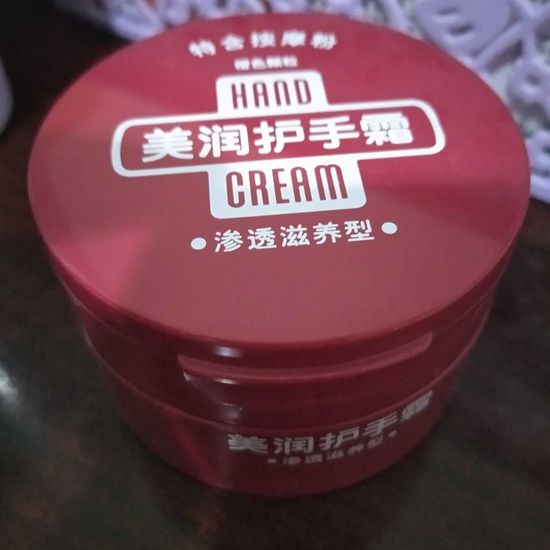 特含按摩粉
橙色颗粒
HAND
美润护手霜
CREAM
•渗透滋养型•
美润护手霜
•渗透滋养型•